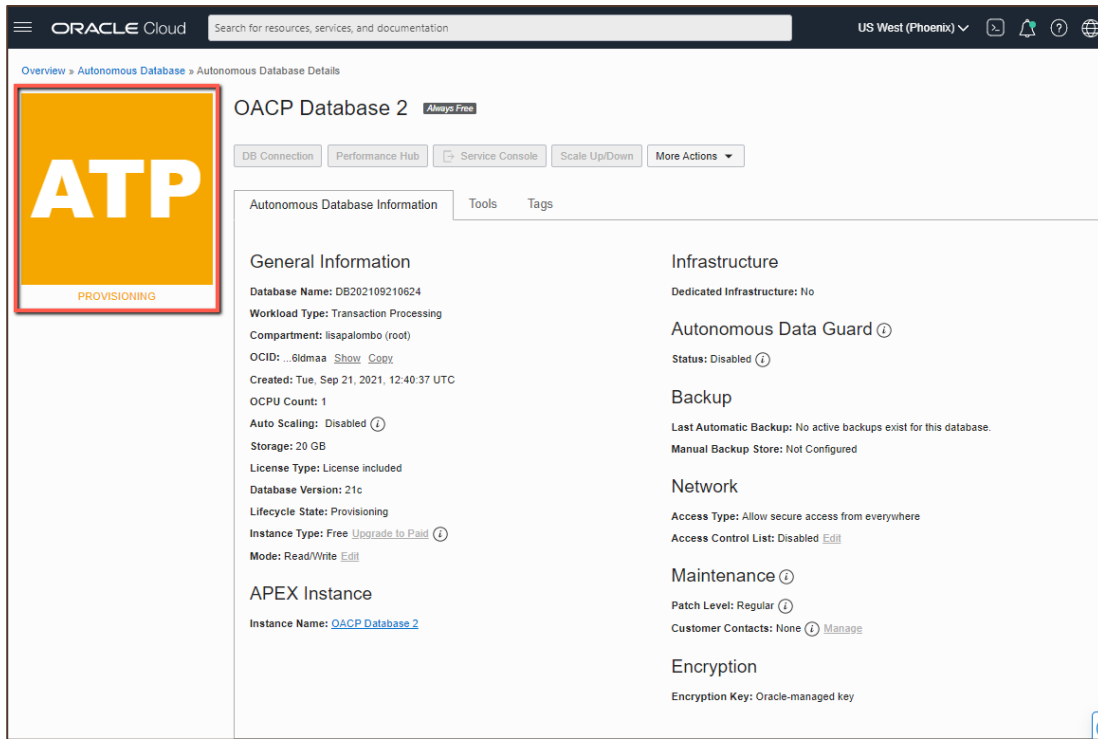 ORACLE Cloud
Search for resources, services, and documentation
US West (Phoenix)
Overview » Autonomous Database » Autonomous Database Details
ATP
PROVISIONING
OACP Database 2 Always Free
DB Connection Performance Hub Service Console Scale Up/Down More Actions
Autonomous Database Information Tools Tags
General Information
Database Name: DB202109210624
Workload Type: Transaction Processing
Compartment: lisapalombo (root)
OCID: ...6ldmaa Show Copy
Created: Tue, Sep 21, 2021, 12:40:37 UTC
OCPU Count: 1
Auto Scaling: Disabled
Storage: 20 GB
License Type: License included
Database Version: 21c
Lifecycle State: Provisioning
Instance Type: Free Upgrade to Paid
Mode: Read/Write Edit
APEX Instance
Instance Name: OACP Database 2
Infrastructure
Dedicated Infrastructure: No
Autonomous Data Guard
Status: Disabled
Backup
Last Automatic Backup: No active backups exist for this database.
Manual Backup Store: Not Configured
Network
Access Type: Allow secure access from everywhere
Access Control List: Disabled Edit
Maintenance
Patch Level: Regular
Customer Contacts: None Manage
Encryption
Encryption Key: Oracle-managed key